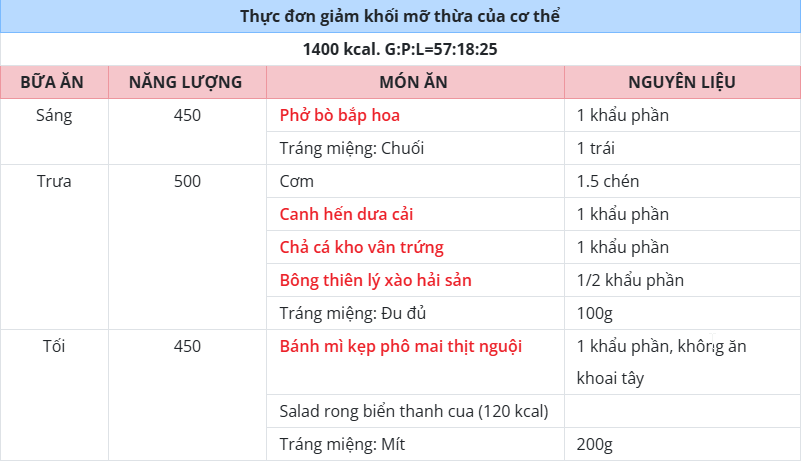 Thực đơn giảm khối mỡ thừa của cơ thể
1400 kcal. G:P:L=57:18:25
BỮA ĂN NĂNG LƯỢNG MÓN ĂN NGUYÊN LIỆU
Sáng 450 Phở bò bắp hoa 1 khẩu phần
Tráng miệng: Chuối 1 trái
Trưa 500 Cơm 1.5 chén
Canh hến dưa cải 1 khẩu phần
Chả cá kho vân trứng 1 khẩu phần
Bông thiên lý xào hải sản 1/2 khẩu phần
Tráng miệng: Đu đủ 100g
Tối 450 Bánh mì kẹp phô mai thịt nguội 1 khẩu phần, không ăn
khoai tây
Salad rong biển thanh cua (120 kcal)
Tráng miệng: Mít 200g